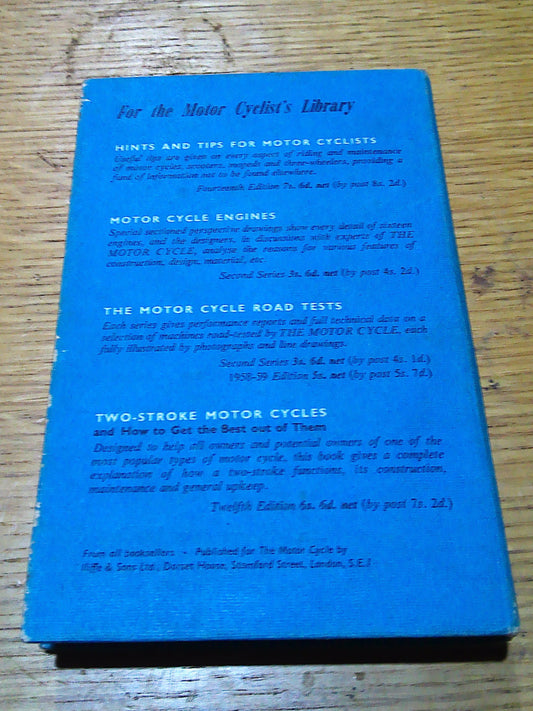 For the Motor Cyclist's Library
HINTS AND TIPS FOR MOTOR CYCLISTS
Useful tips are given on every aspect of riding and maintenance
of motor cycles, scooters, mopeds and three-wheelers, providing a
fund of information not to be found elsewhere.
Fourteenth Edition 7s. 6d. net (by post 8s. 2d.)
MOTOR CYCLE ENGINES
Special sectioned perspective drawings show every detail of sixteen
engines, and the designers, in discussions with experts of THE
MOTOR CYCLE, analyse the reasons for various features of
construction, design, material, etc
Second Series 3s. 6d. net (by post 4s. 2d.)
THE MOTOR CYCLE ROAD TESTS
Each series gives performance reports and full technical data on a
selection of machines road-tested by THE MOTOR CYCLE, each
fully illustrated by photographs and line drawings.
Second Series 3s. 6d. net (by post 4s. 1d.)
1958-59 Edition 5s. net (by post 5s. 7d.)
TWO-STROKE MOTOR CYCLES
and How to Get the Best out of Them
Designed to help all owners and potential owners of one of the
most popular types of motor cycle, this book gives a complete
explanation of how a two-stroke functions, its construction,
maintenance and general upkeep.
Twelfth Edition 6s. 6d. net (by post 7s. 2d.)
From all booksellers - Published for The Motor Cycle by
Iliffe & Sons Ltd., Dorset House, Stamford Street, London, S.E.1